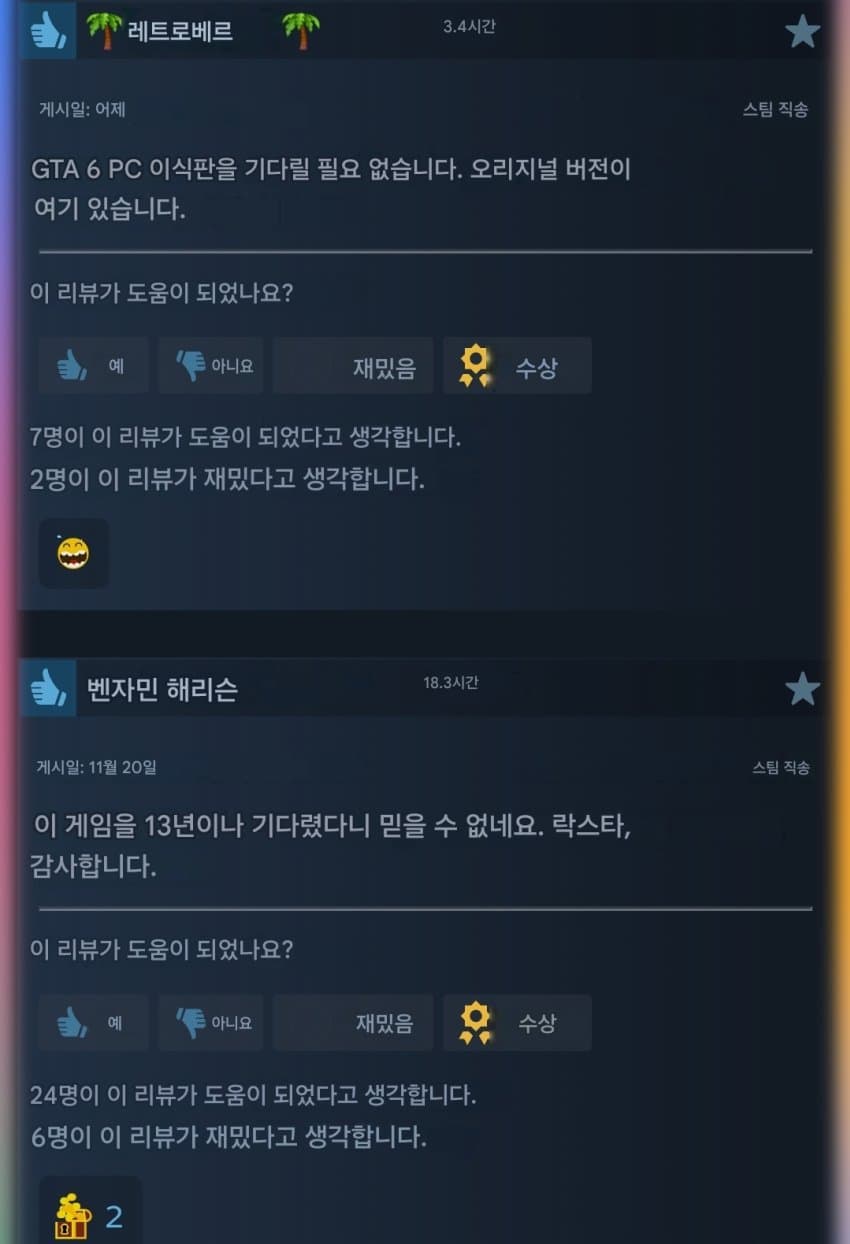 레트로베르
3.4시간
게시일: 어제
스팀 직송
GTA 6 PC 이식판을 기다릴 필요 없습니다. 오리지널 버전이
여기 있습니다.
이 리뷰가 도움이 되었나요?
예
아니요
재밌음
수상
7명이 이 리뷰가 도움이 되었다고 생각합니다.
2명이 이 리뷰가 재밌다고 생각합니다.
벤자민 해리슨
18.3시간
게시일: 11월 20일
스팀 직송
이 게임을 13년이나 기다렸다니 믿을 수 없네요. 락스타,
감사합니다.
이 리뷰가 도움이 되었나요?
예
아니요
재밌음
수상
24명이 이 리뷰가 도움이 되었다고 생각합니다.
6명이 이 리뷰가 재밌다고 생각합니다.
2